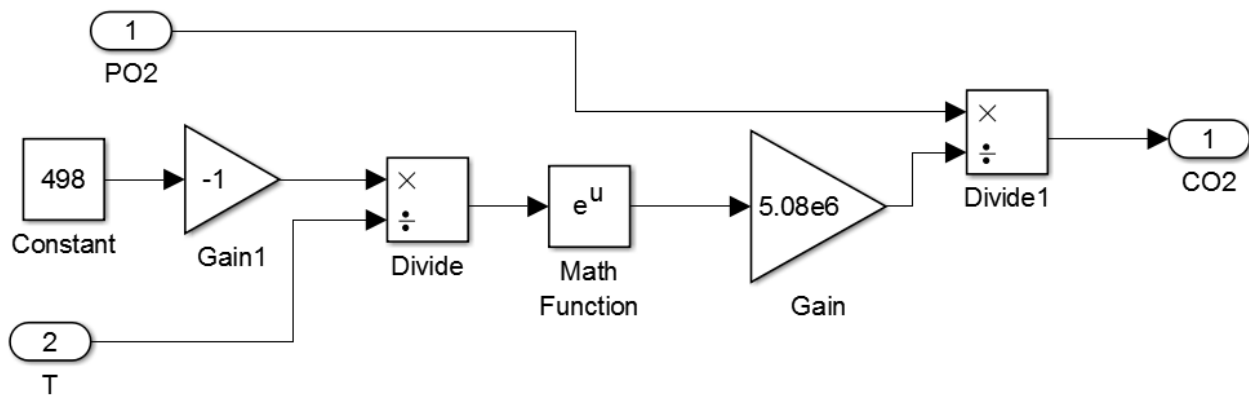 1
PO2
498
Constant
-1
Gain1
×
÷
Divide
e^u
Math
Function
5.08e6
Gain
×
÷
Divide1
1
CO2
2
T